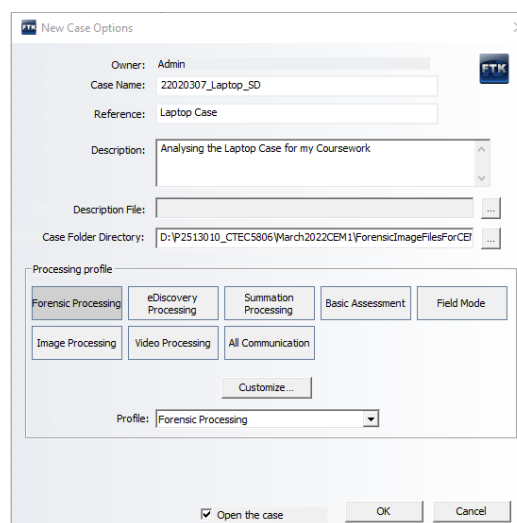 FTK New Case Options
Owner: Admin
FTK
Case Name: 22020307_Laptop_SD
Reference: Laptop Case
Description: Analysing the Laptop Case for my Coursework
Description File: ...
Case Folder Directory: D:\P2513010_CTEC5806\March2022CEM1\ForensicImageFilesForCEM ...
Processing profile
Forensic Processing
eDiscovery
Processing
Summation
Processing
Basic Assessment
Field Mode
Image Processing
Video Processing
All Communication
Customize...
Profile: Forensic Processing
Open the case
OK
Cancel